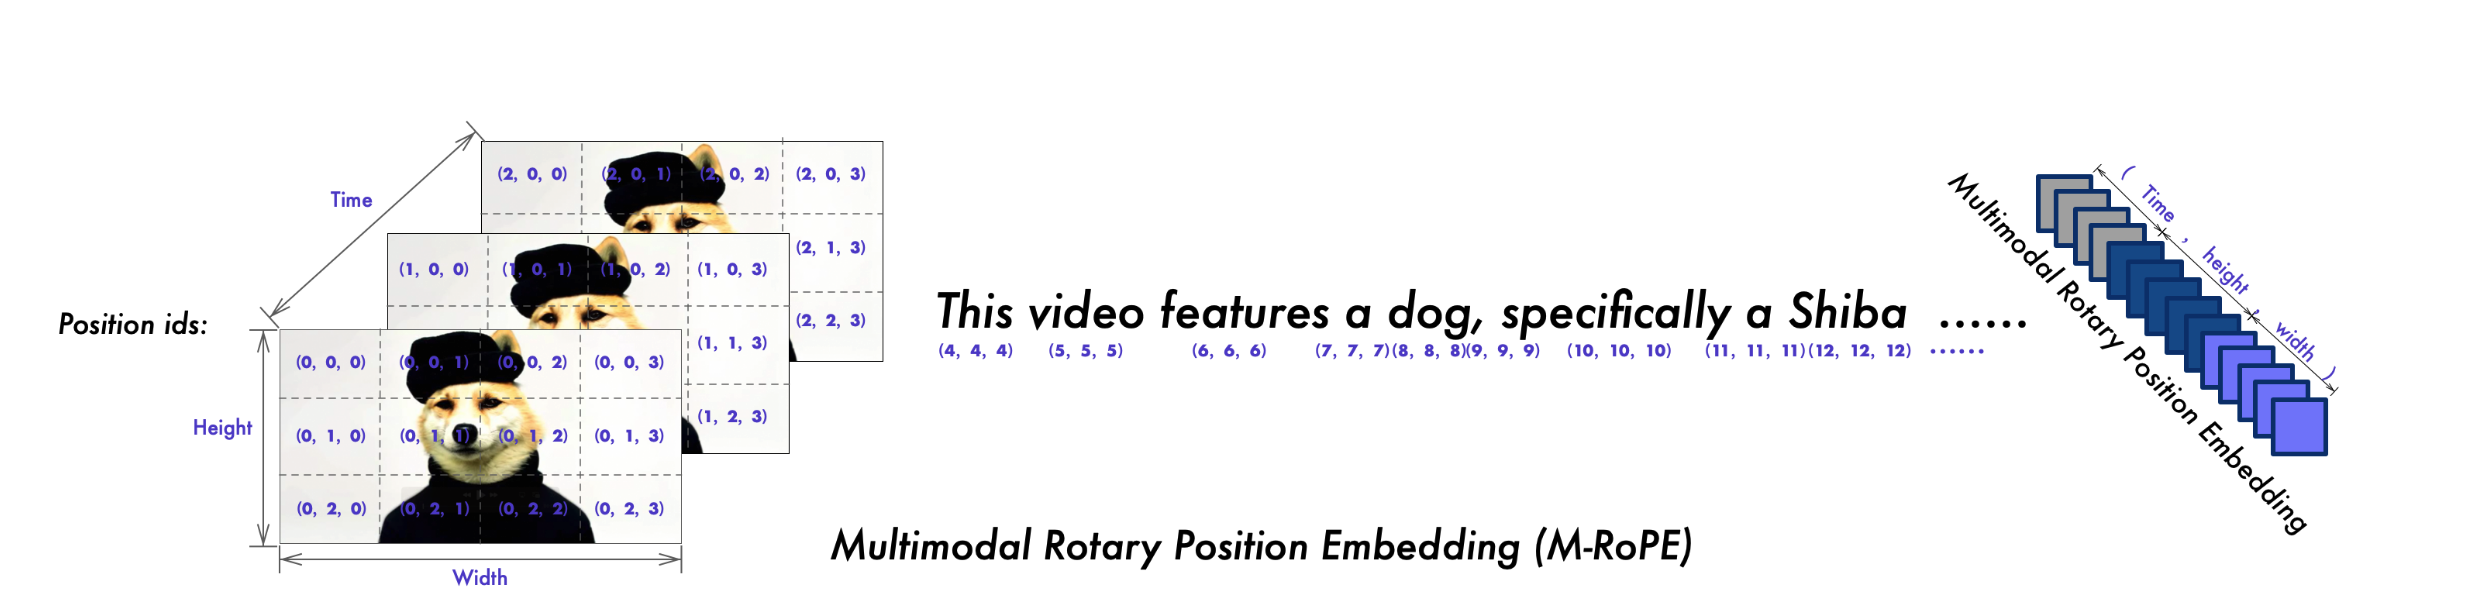 (2, 0, 0) (2, 0, 1) (2, 0, 2) (2, 0, 3)
Time
(2, 1, 3)
(1, 0, 0) (1, 0, 1) (1, 0, 2) (1, 0, 3)
(2, 2, 3)
Position ids:
(1, 1, 3)
(0, 0, 0) (0, 0, 1) (0, 0, 2) (0, 0, 3)
(1, 2, 3)
Height
(0, 1, 0) (0, 1, 1) (0, 1, 2) (0, 1, 3)
(0, 2, 0) (0, 2, 1) (0, 2, 2) (0, 2, 3)
Width
This video features a dog, specifically a Shiba ......
(4, 4, 4) (5, 5, 5) (6, 6, 6) (7, 7, 7) (8, 8, 8) (9, 9, 9) (10, 10, 10) (11, 11, 11) (12, 12, 12) ......
( Time , height , width )
Multimodal Rotary Position Embedding
Multimodal Rotary Position Embedding (M-RoPE)